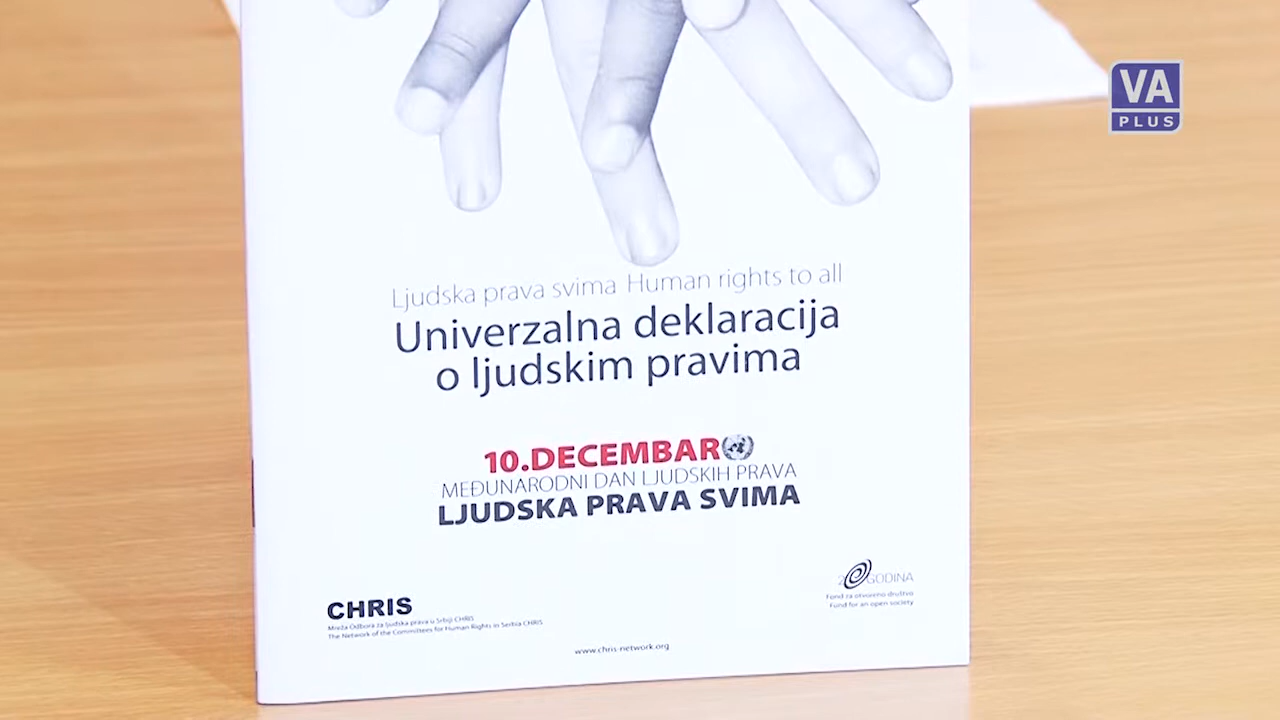 VA
PLUS
Ljudska prava svima Human rights to all
Univerzalna deklaracija
o ljudskim pravima
10.DECEMBAR
MEĐUNARODNI DAN LJUDSKIH PRAVA
LJUDSKA PRAVA SVIMA
CHRIS
Mreža Odbora za ljudska prava u Srbiji CHRIS
The Network of the Committees for Human Rights in Serbia CHRIS
20 GODINA
Fond za otvoreno društvo
Fund for an open society
www.chris-network.org